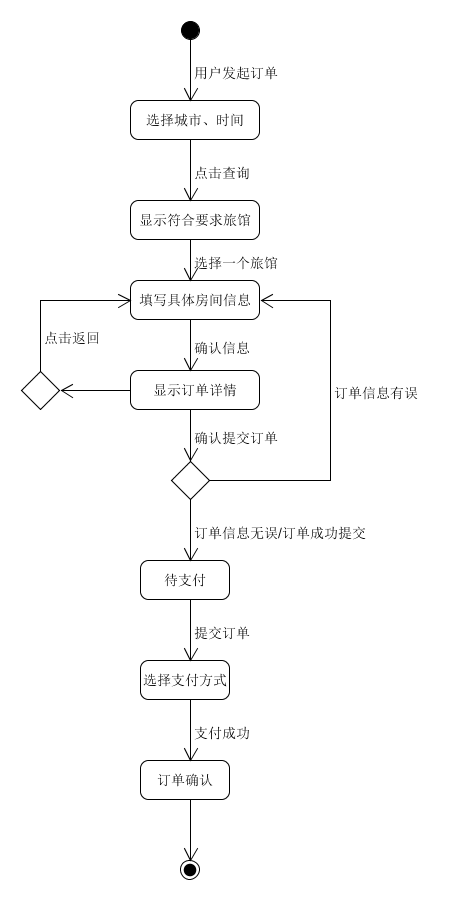 用户发起订单
选择城市、时间
点击查询
显示符合要求旅馆
选择一个旅馆
填写具体房间信息
点击返回
确认信息
显示订单详情
订单信息有误
确认提交订单
订单信息无误/订单成功提交
待支付
提交订单
选择支付方式
支付成功
订单确认